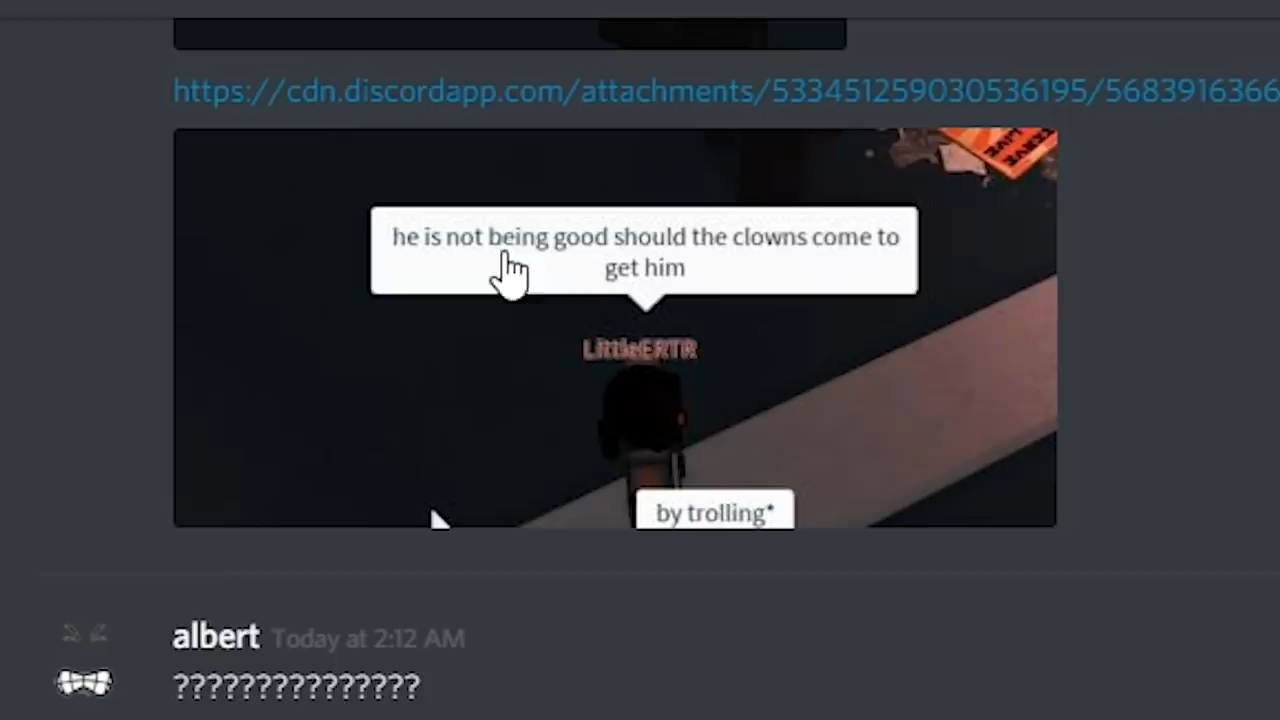 https://cdn.discordapp.com/attachments/533451259030536195/5683916366
he is not being good should the clowns come to
get him
LittleERTR
by trolling*
albert Today at 2:12 AM
???????????????